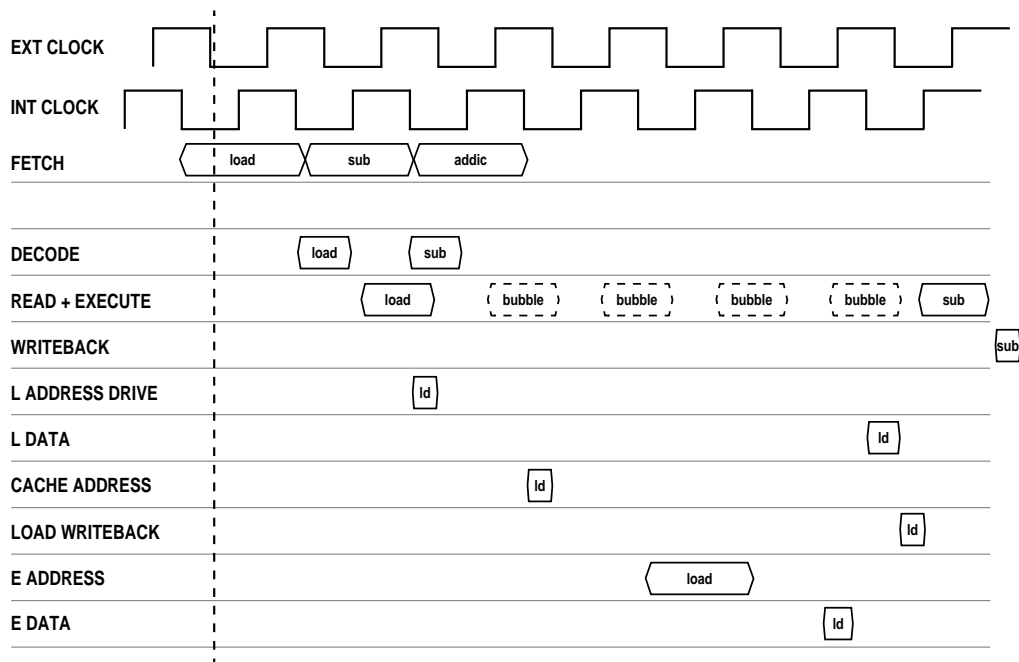 EXT CLOCK
INT CLOCK
FETCH load sub addic
DECODE load sub
READ + EXECUTE load bubble bubble bubble bubble sub
WRITEBACK sub
L ADDRESS DRIVE ld
L DATA ld
CACHE ADDRESS ld
LOAD WRITEBACK ld
E ADDRESS load
E DATA ld